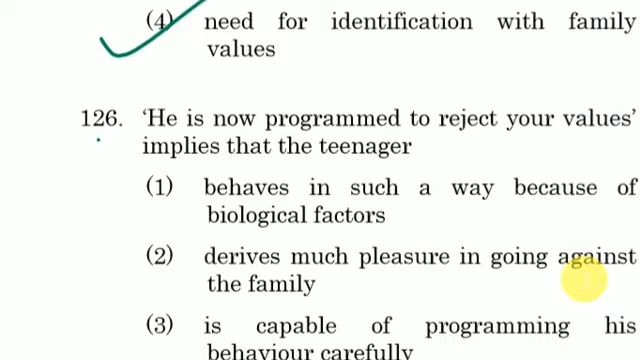 (4) need for identification with family
values
126. 'He is now programmed to reject your values'
implies that the teenager
(1) behaves in such a way because of
biological factors
(2) derives much pleasure in going against
the family
(3) is capable of programming his
behaviour carefully